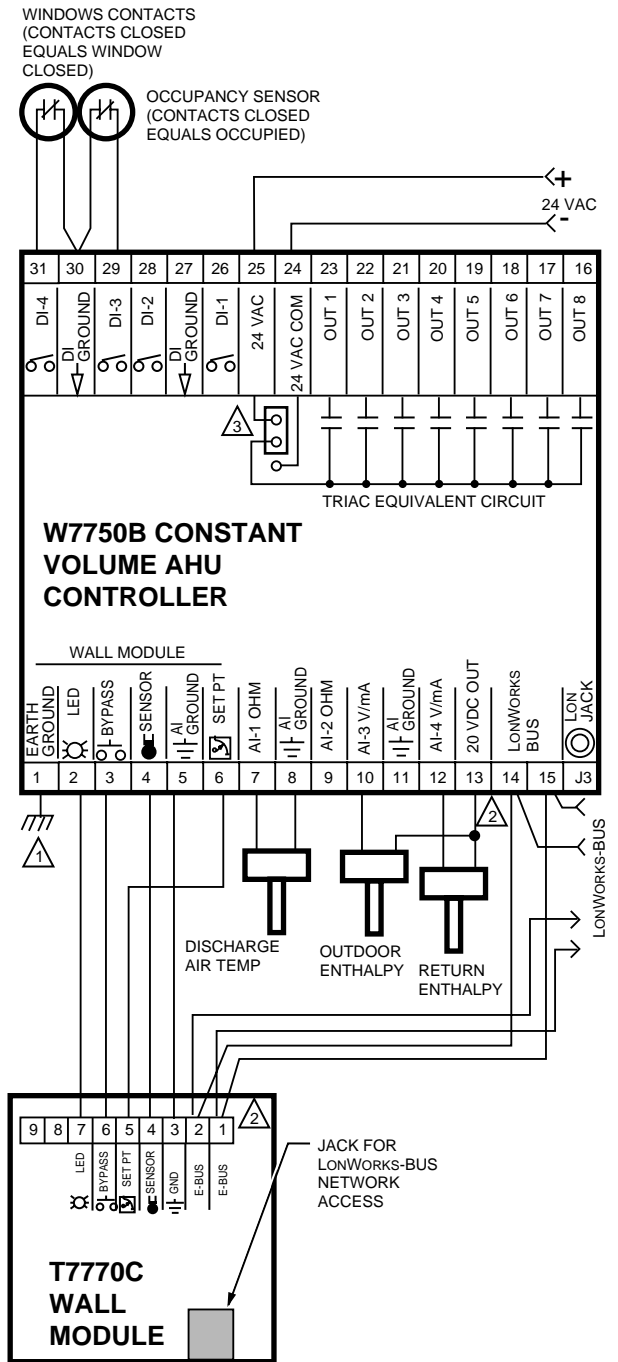 WINDOWS CONTACTS
(CONTACTS CLOSED
EQUALS WINDOW
CLOSED)
OCCUPANCY SENSOR
(CONTACTS CLOSED
EQUALS OCCUPIED)
+
24 VAC
-
31 30 29 28 27 26 25 24 23 22 21 20 19 18 17 16
DI-4
DI
GROUND
DI-3
DI-2
DI
GROUND
DI-1
24 VAC
24 VAC COM
OUT 1
OUT 2
OUT 3
OUT 4
OUT 5
OUT 6
OUT 7
OUT 8
3
TRIAC EQUIVALENT CIRCUIT
W7750B CONSTANT
VOLUME AHU
CONTROLLER
WALL MODULE
EARTH
GROUND
LED
BYPASS
SENSOR
AI
GROUND
SET PT
AI-1 OHM
AI
GROUND
AI-2 OHM
AI-3 V/mA
AI
GROUND
AI-4 V/mA
20 VDC OUT
LONWORKS
BUS
LON
JACK
1 2 3 4 5 6 7 8 9 10 11 12 13 14 15 J3
1
2
LONWORKS-BUS
DISCHARGE
AIR TEMP
OUTDOOR
ENTHALPY
RETURN
ENTHALPY
9 8 7 6 5 4 3 2 1
2
LED
BYPASS
SET PT
SENSOR
GND
E-BUS
E-BUS
JACK FOR
LONWORKS-BUS
NETWORK
ACCESS
T7770C
WALL
MODULE